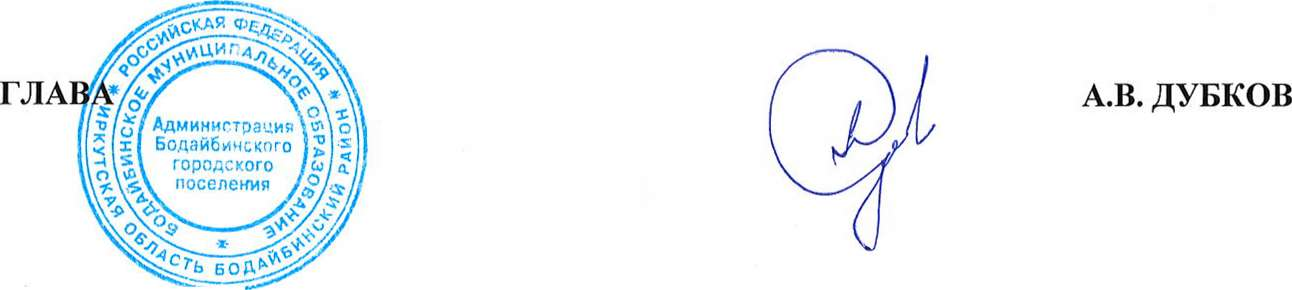 ГЛАВА
А.В. ДУБКОВ
РОССИЙСКАЯ ФЕДЕРАЦИЯ * ИРКУТСКАЯ ОБЛАСТЬ БОДАЙБИНСКИЙ РАЙОН *
БОДАЙБИНСКОЕ МУНИЦИПАЛЬНОЕ ОБРАЗОВАНИЕ *
Администрация
Бодайбинского
городского
поселения